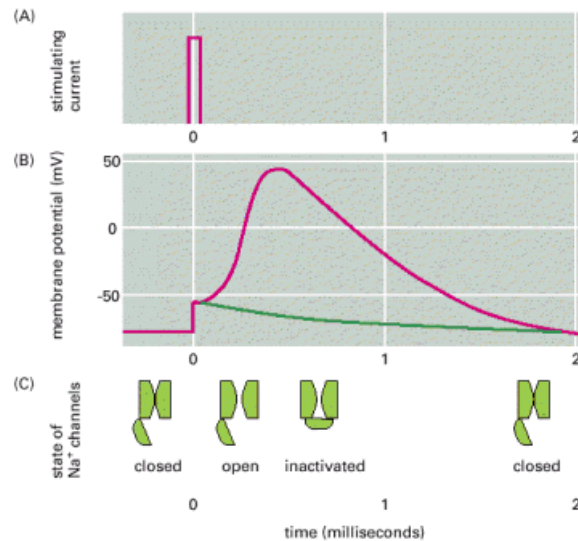 (A)
stimulating
current
0
1
2
(B)
membrane potential (mV)
50
0
-50
0
1
2
(C)
state of
Na⁺ channels
closed
open
inactivated
closed
0
1
2
time (milliseconds)